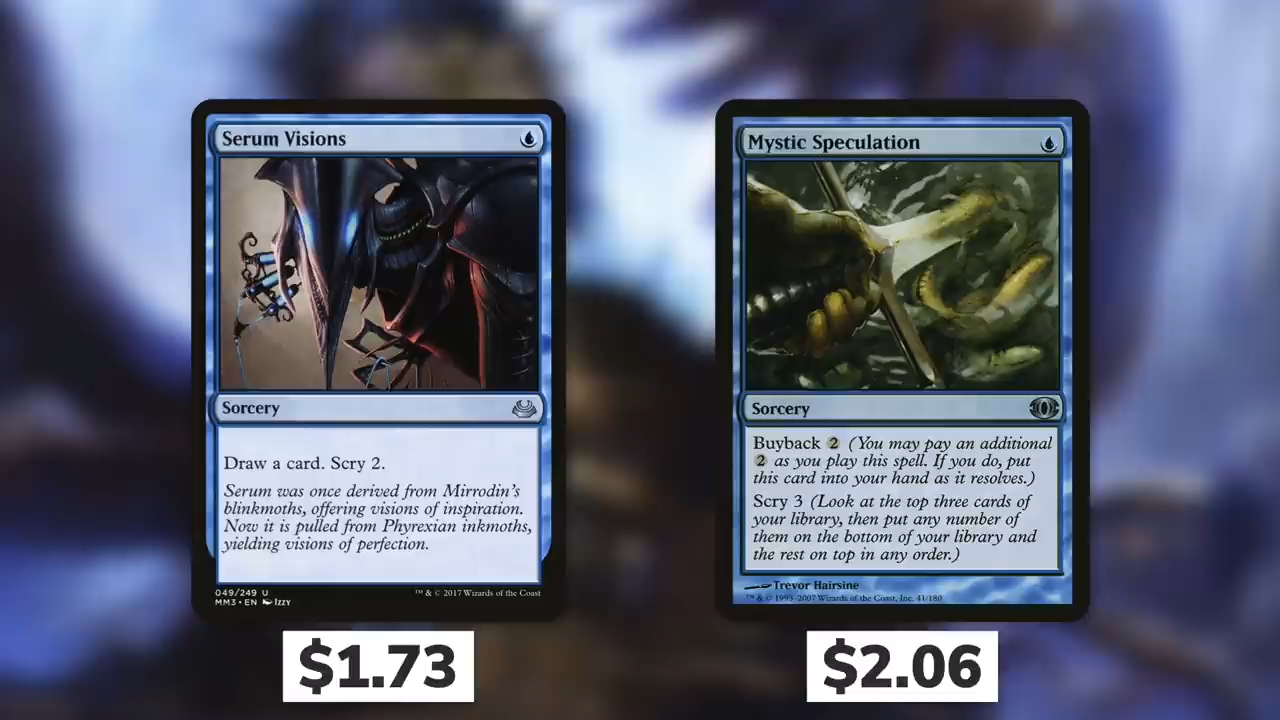 Serum Visions
Sorcery
Draw a card. Scry 2.
Serum was once derived from Mirrodin's
blinkmoths, offering visions of inspiration.
Now it is pulled from Phyrexian inkmoths,
yielding visions of perfection.
049/249 U
MM3 • EN Izzy
™ & © 2017 Wizards of the Coast
$1.73
Mystic Speculation
Sorcery
Buyback 2 (You may pay an additional
2 as you play this spell. If you do, put
this card into your hand as it resolves.)
Scry 3 (Look at the top three cards of
your library, then put any number of
them on the bottom of your library and
the rest on top in any order.)
Trevor Hairsine
™ & © 1993–2007 Wizards of the Coast, Inc. 41/180
$2.06